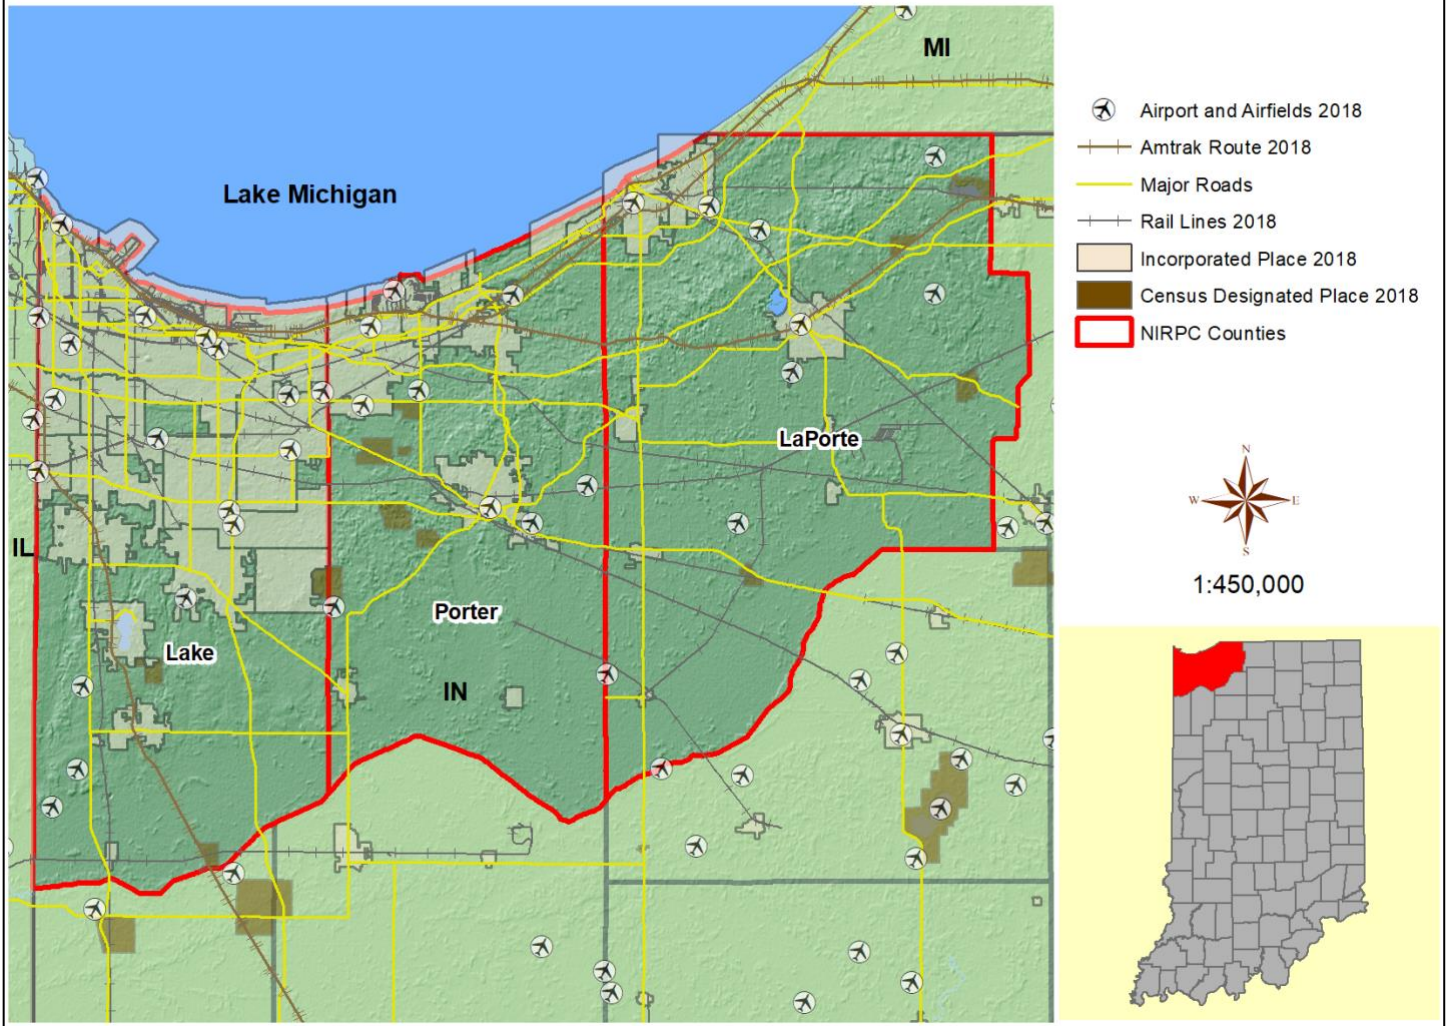 MI
Lake Michigan
LaPorte
IL
Porter
Lake
IN
Airport and Airfields 2018
Amtrak Route 2018
Major Roads
Rail Lines 2018
Incorporated Place 2018
Census Designated Place 2018
NIRPC Counties
N
W
E
S
1:450,000